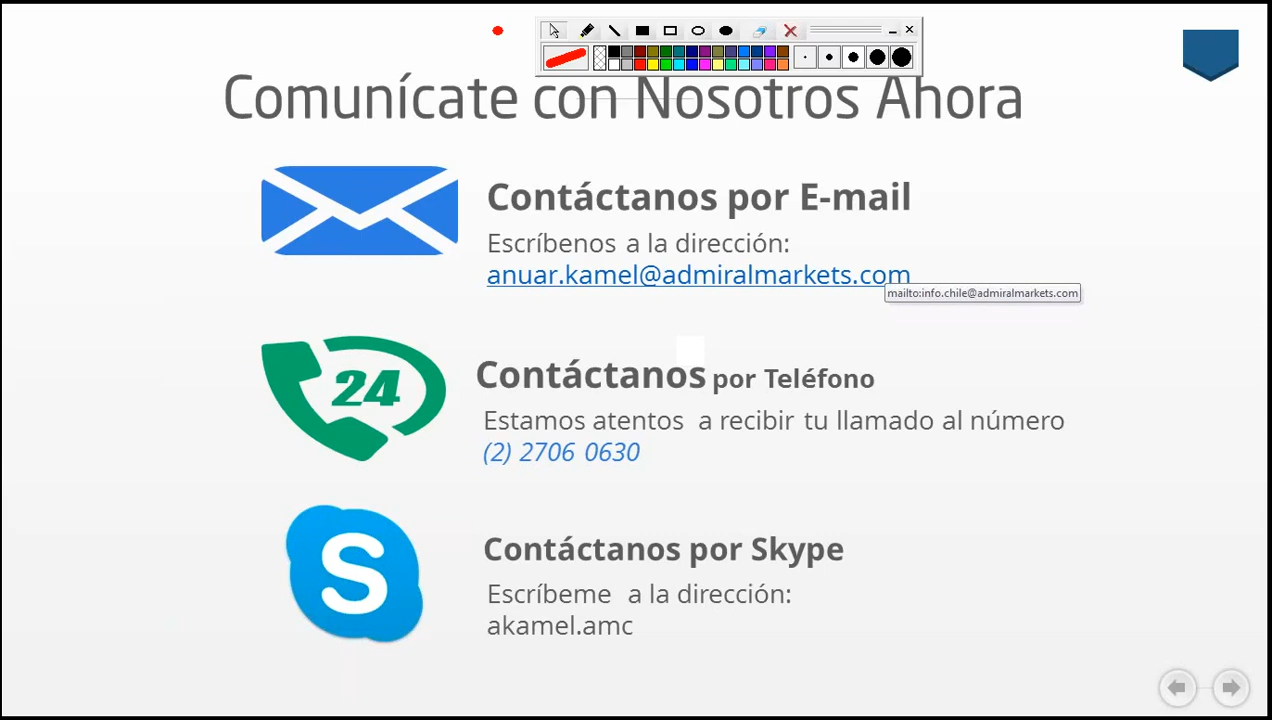 Comunícate con Nosotros Ahora
Contáctanos por E-mail
Escríbenos a la dirección:
anuar.kamel@admiralmarkets.com
mailto:info.chile@admiralmarkets.com
24
Contáctanos por Teléfono
Estamos atentos a recibir tu llamado al número
(2) 2706 0630
S
Contáctanos por Skype
Escríbeme a la dirección:
akamel.amc